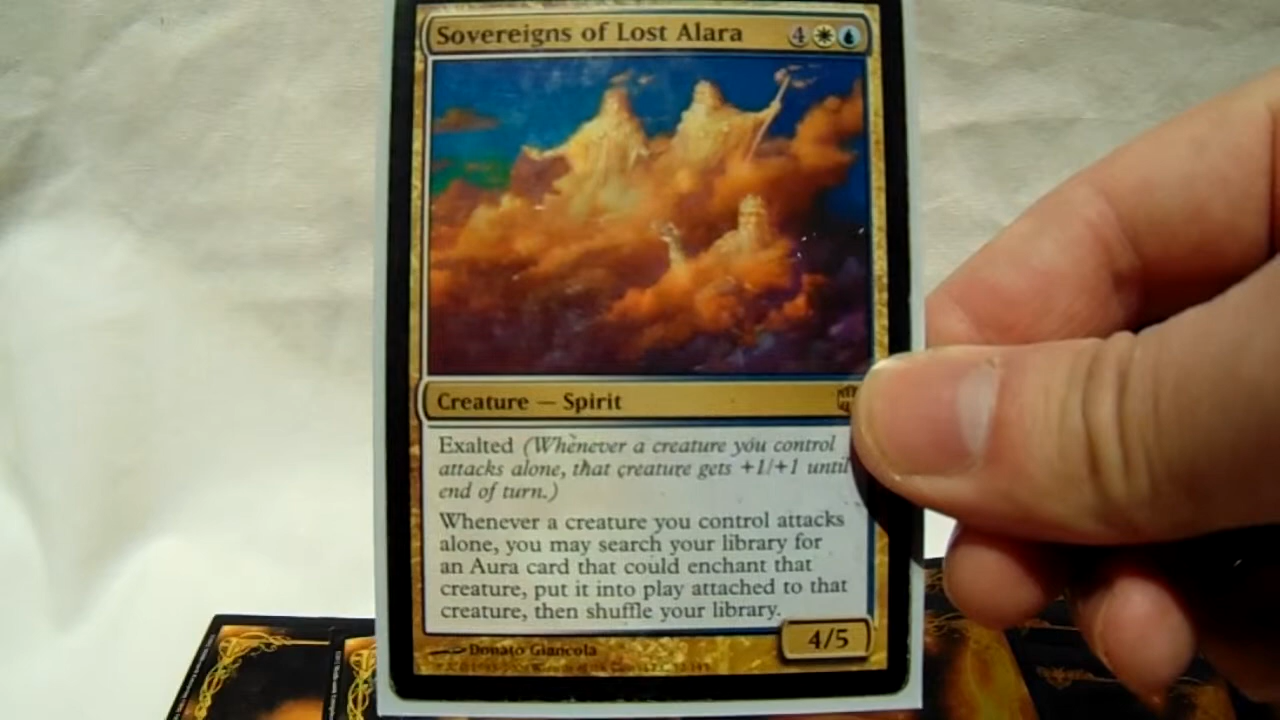 Sovereigns of Lost Alara 4
Creature — Spirit
Exalted (Whenever a creature you control
attacks alone, that creature gets +1/+1 until
end of turn.)
Whenever a creature you control attacks
alone, you may search your library for
an Aura card that could enchant that
creature, put it into play attached to that
creature, then shuffle your library.
4/5
Donato Giancola